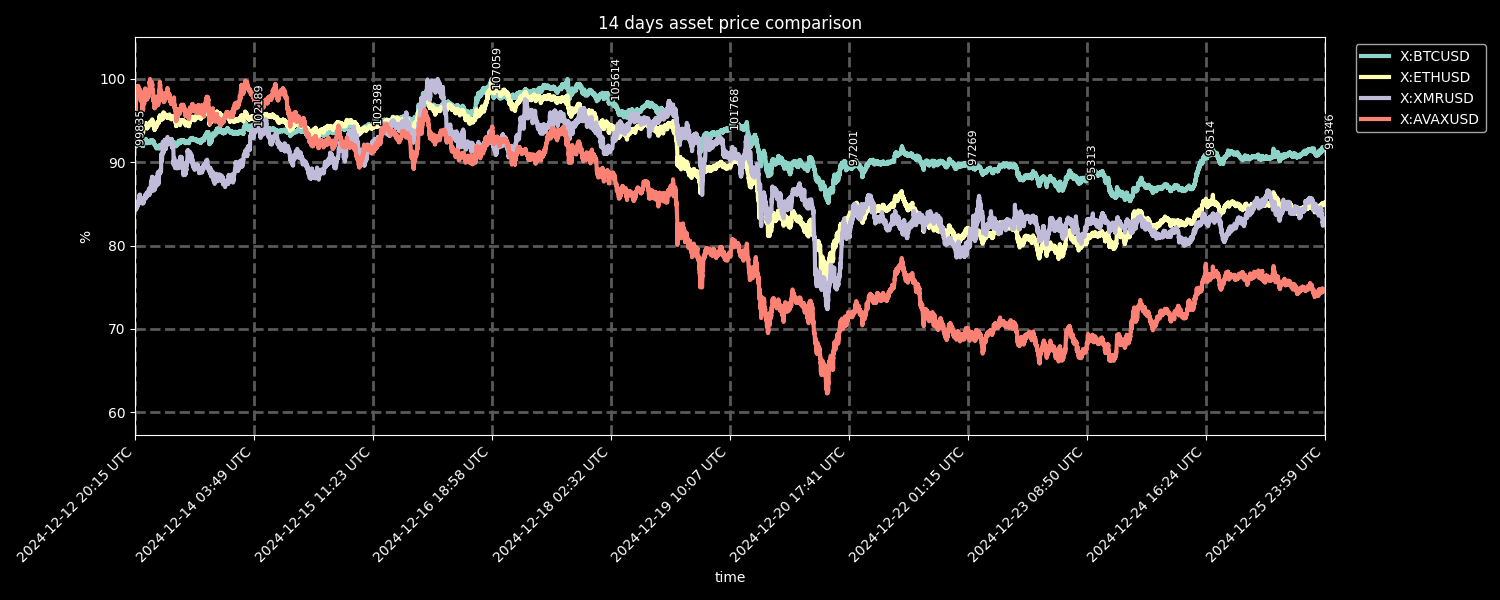 14 days asset price comparison
X:BTCUSD
X:ETHUSD
X:XMRUSD
X:AVAXUSD
100
90
80
70
60
%
99835
102189
102398
107059
105614
101768
97201
97269
95313
98514
99346
2024-12-12 20:15 UTC
2024-12-14 03:49 UTC
2024-12-15 11:23 UTC
2024-12-16 18:58 UTC
2024-12-18 02:32 UTC
2024-12-19 10:07 UTC
2024-12-20 17:41 UTC
2024-12-22 01:15 UTC
2024-12-23 08:50 UTC
2024-12-24 16:24 UTC
2024-12-25 23:59 UTC
time